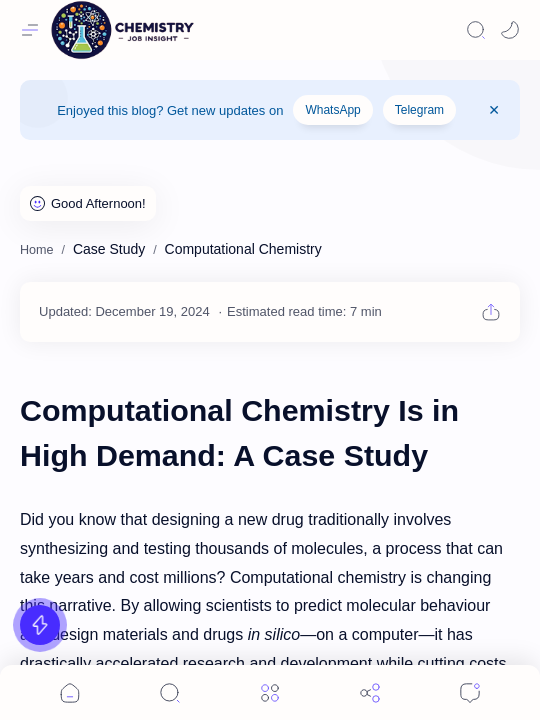 CHEMISTRY
JOB INSIGHT
Enjoyed this blog? Get new updates on WhatsApp Telegram ✕
Good Afternoon!
Home / Case Study / Computational Chemistry
Updated: December 19, 2024 · Estimated read time: 7 min
Computational Chemistry Is in
High Demand: A Case Study
Did you know that designing a new drug traditionally involves
synthesizing and testing thousands of molecules, a process that can
take years and cost millions? Computational chemistry is changing
this narrative. By allowing scientists to predict molecular behaviour
design materials and drugs in silico—on a computer—it has
drastically accelerated research and development while cutting costs